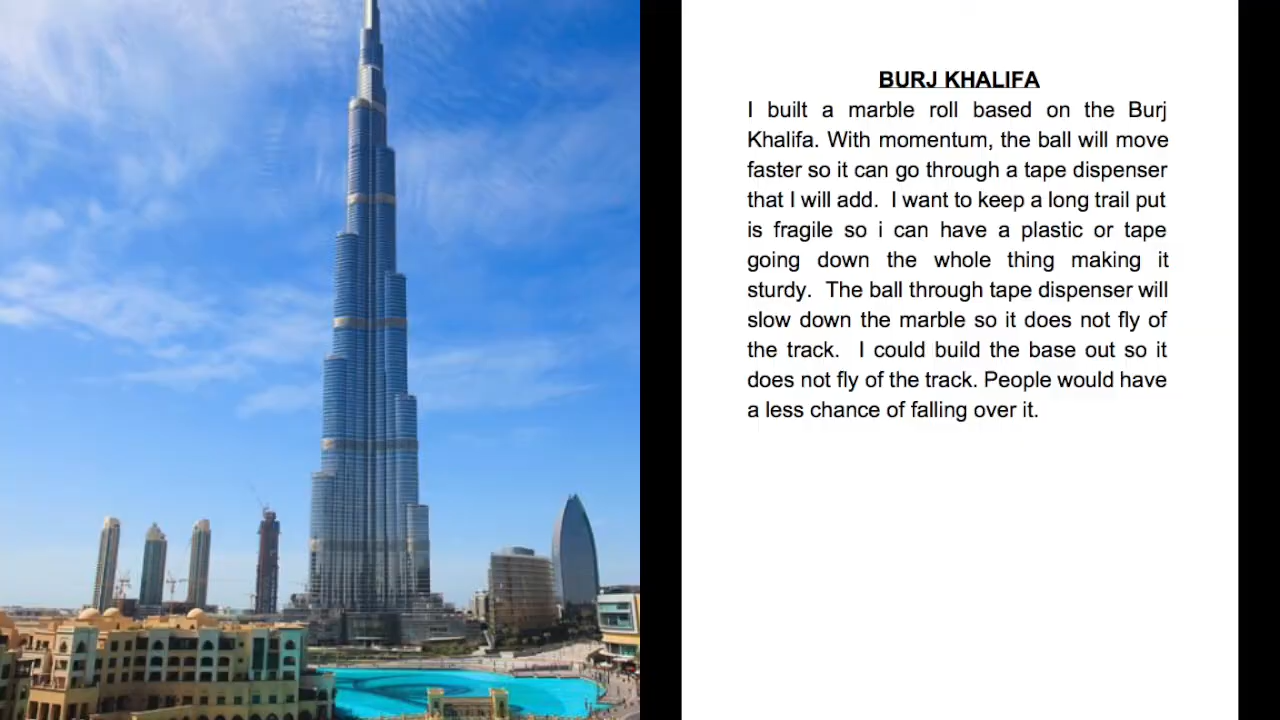 BURJ KHALIFA
I built a marble roll based on the Burj
Khalifa. With momentum, the ball will move
faster so it can go through a tape dispenser
that I will add. I want to keep a long trail put
is fragile so i can have a plastic or tape
going down the whole thing making it
sturdy. The ball through tape dispenser will
slow down the marble so it does not fly of
the track. I could build the base out so it
does not fly of the track. People would have
a less chance of falling over it.